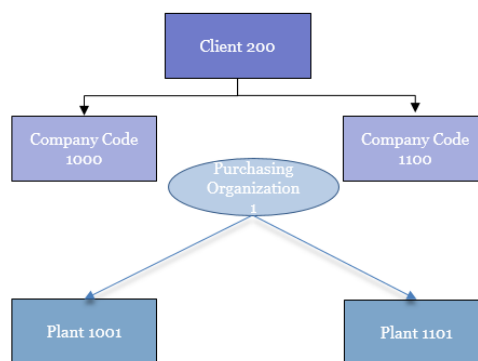 Client 200
Company Code
1000
Company Code
1100
Purchasing
Organization
1
Plant 1001
Plant 1101